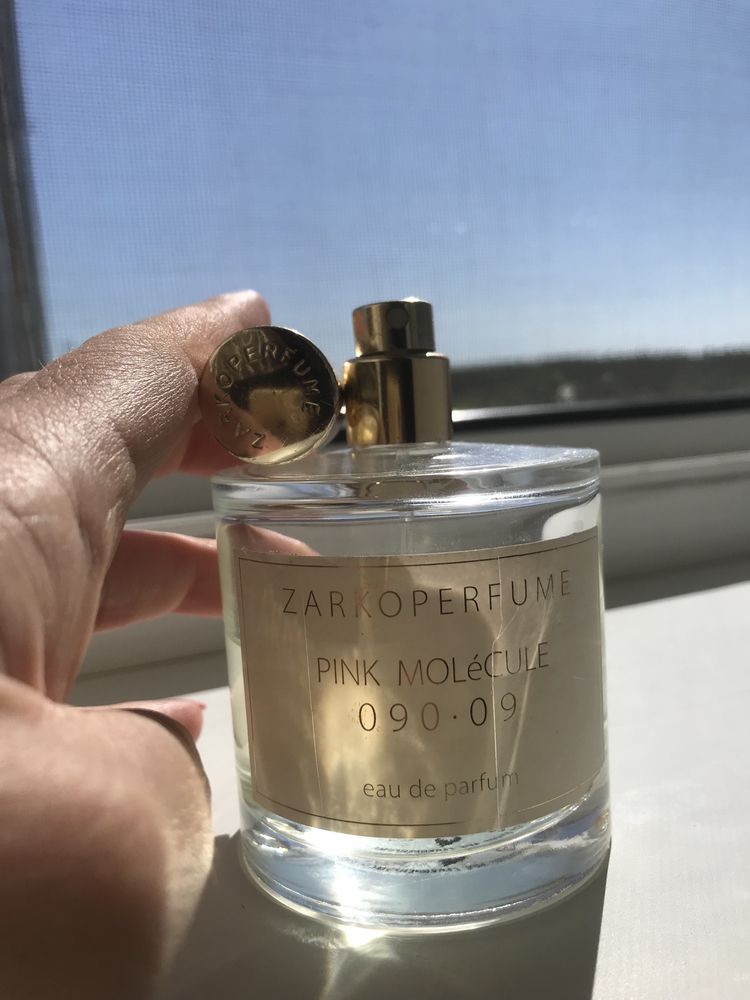 ZARKOPERFUME
ZARKOPERFUME
PINK MOLéCULE
090·09
eau de parfum